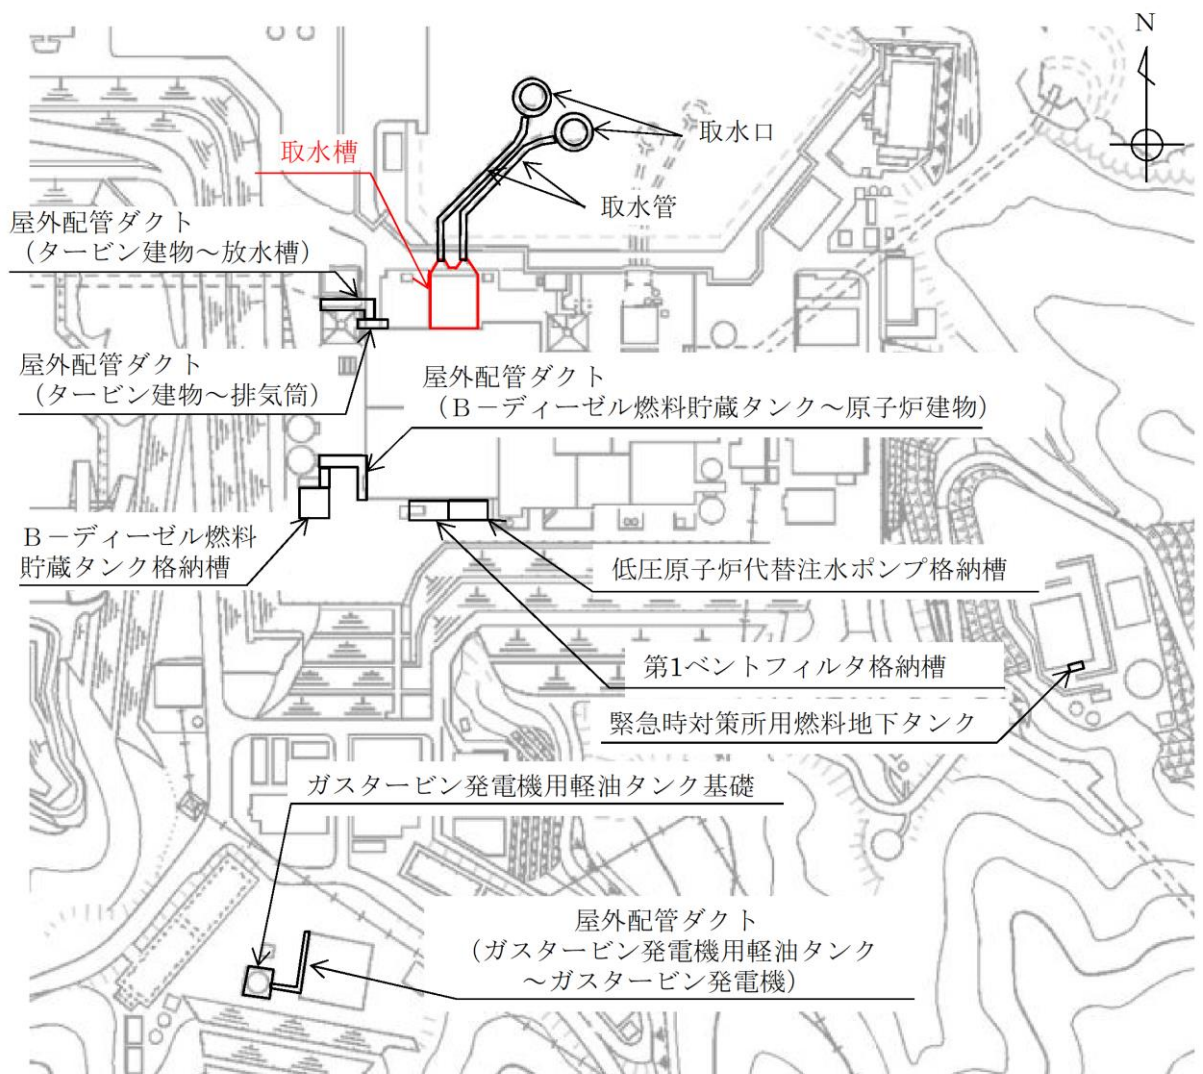 N
取水口
取水槽
取水管
屋外配管ダクト
（タービン建物～放水槽）
屋外配管ダクト
（タービン建物～排気筒）
屋外配管ダクト
（Ｂ－ディーゼル燃料貯蔵タンク～原子炉建物）
Ｂ－ディーゼル燃料
貯蔵タンク格納槽
低圧原子炉代替注水ポンプ格納槽
第1ベントフィルタ格納槽
緊急時対策所用燃料地下タンク
ガスタービン発電機用軽油タンク基礎
屋外配管ダクト
（ガスタービン発電機用軽油タンク
～ガスタービン発電機）